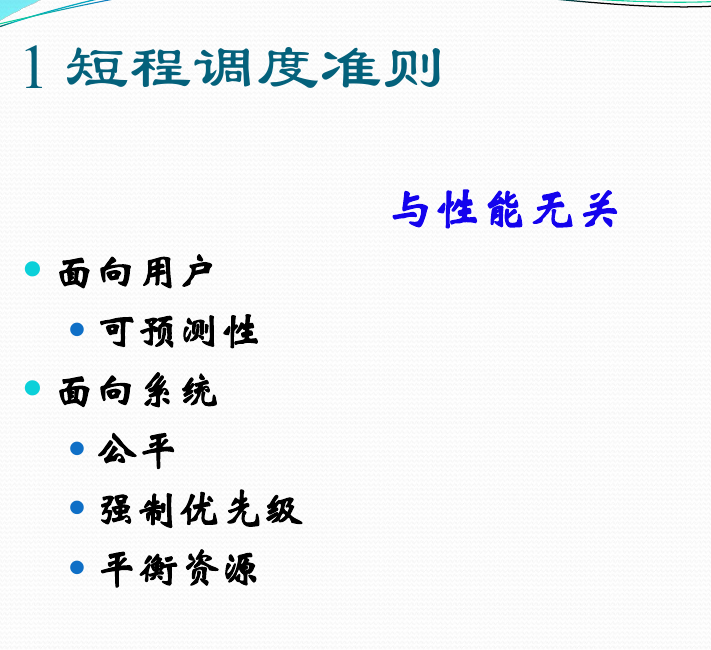 1 短程调度准则
与性能无关
面向用户
可预测性
面向系统
公平
强制优先级
平衡资源